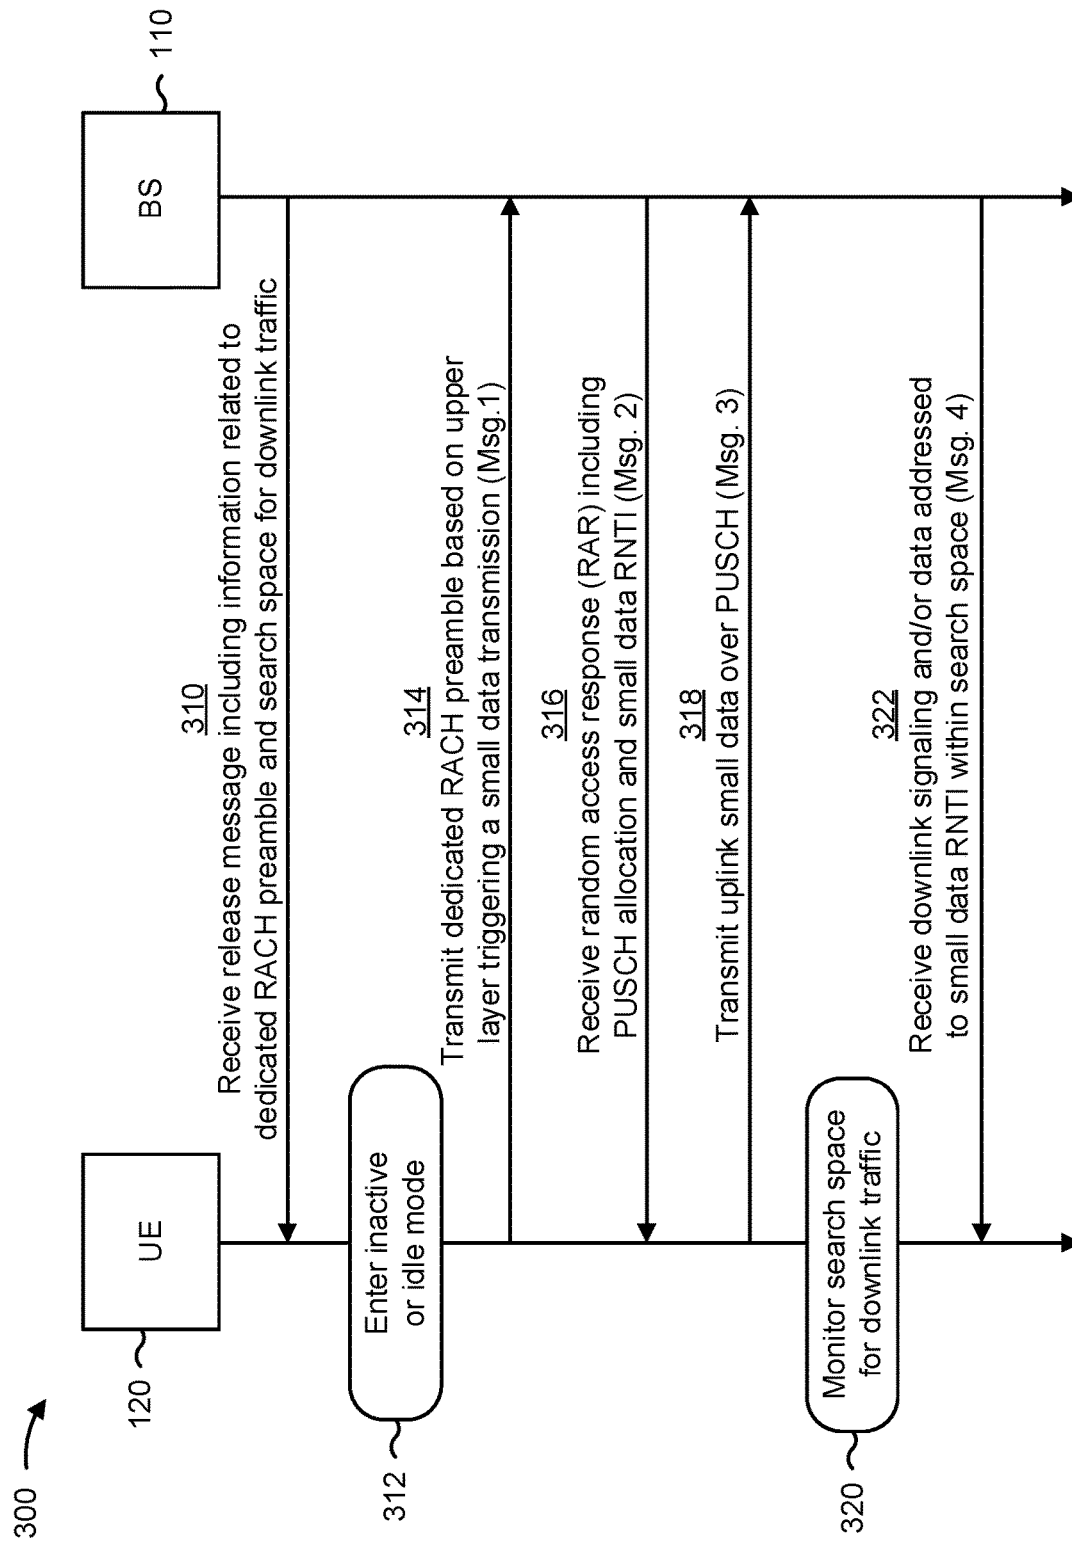 300
120
UE
BS
110
310
Receive release message including information related to
dedicated RACH preamble and search space for downlink traffic
312
Enter inactive
or idle mode
314
Transmit dedicated RACH preamble based on upper
layer triggering a small data transmission (Msg.1)
316
Receive random access response (RAR) including
PUSCH allocation and small data RNTI (Msg. 2)
318
Transmit uplink small data over PUSCH (Msg. 3)
320
Monitor search space
for downlink traffic
322
Receive downlink signaling and/or data addressed
to small data RNTI within search space (Msg. 4)